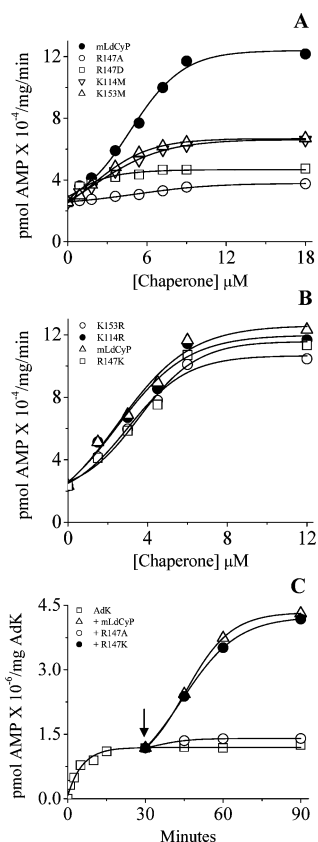 A
mLdCyP
R147A
R147D
K114M
K153M
12
8
4
0
0 6 12 18
pmol AMP X 10⁻⁴/mg/min
[Chaperone] μM
B
K153R
K114R
mLdCyP
R147K
12
8
4
0
0 4 8 12
pmol AMP X 10⁻⁴/mg/min
[Chaperone] μM
C
AdK
+ mLdCyP
+ R147A
+ R147K
4.5
3.0
1.5
0.0
0 30 60 90
pmol AMP X 10⁻⁶/mg AdK
Minutes